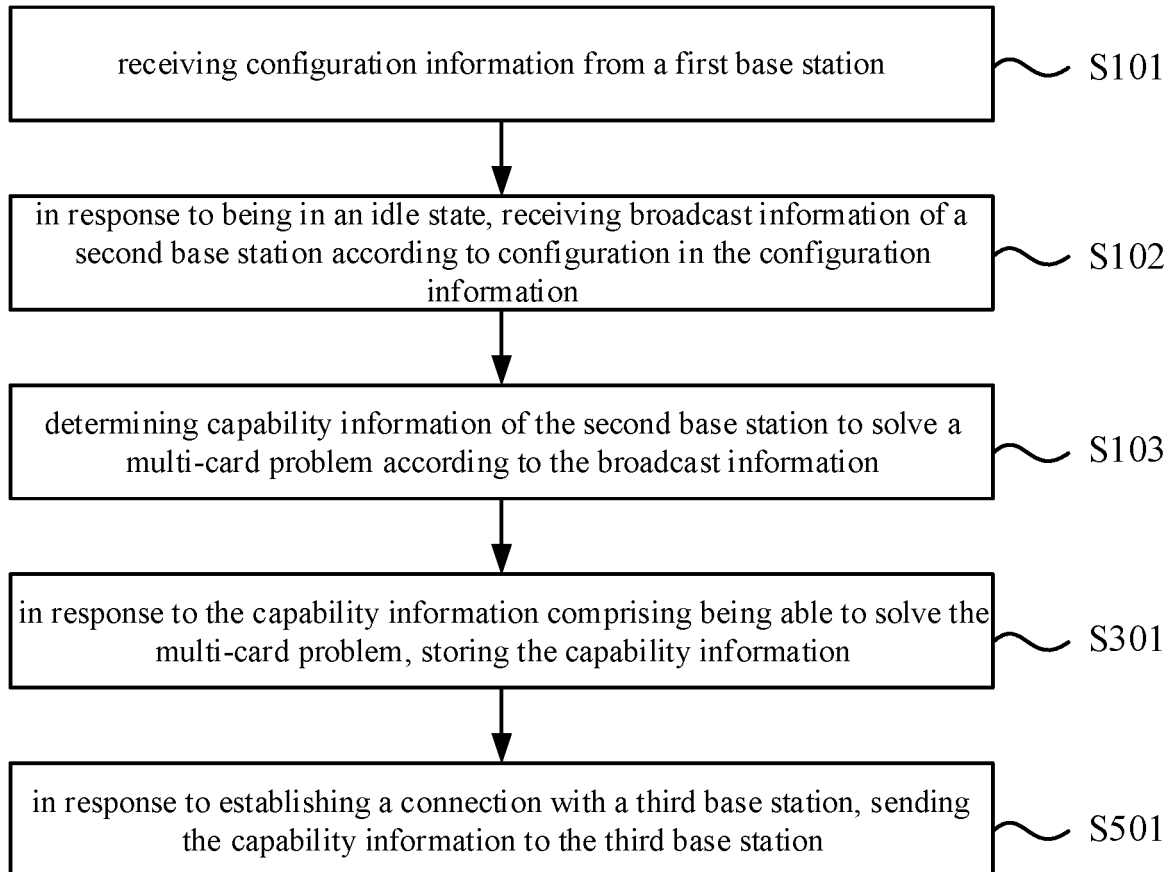 receiving configuration information from a first base station
S101
in response to being in an idle state, receiving broadcast information of a
second base station according to configuration in the configuration
information
S102
determining capability information of the second base station to solve a
multi-card problem according to the broadcast information
S103
in response to the capability information comprising being able to solve the
multi-card problem, storing the capability information
S301
in response to establishing a connection with a third base station, sending
the capability information to the third base station
S501